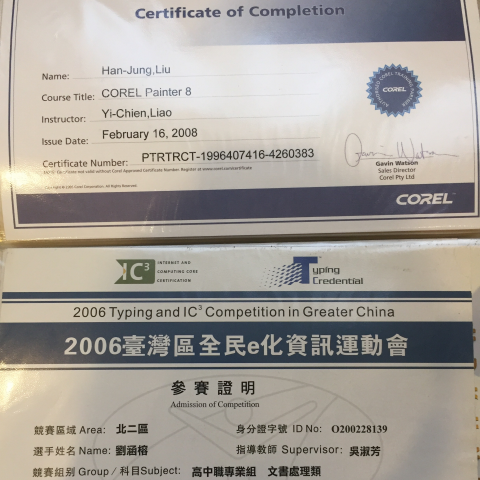 Certificate of Completion
Name: Han-Jung,Liu
Course Title: COREL Painter 8
Instructor: Yi-Chien,Liao
Issue Date: February 16, 2008
Certificate Number: PTRTRCT-1996407416-4260383
COREL
Gavin Watson
Sales Director
Corel Pty Ltd
COREL
IC3 INTERNET AND
COMPUTING CORE
CERTIFICATION
Typing
Credential
2006 Typing and IC3 Competition in Greater China
2006臺灣區全民e化資訊運動會
參賽證明
Admission of Competition
競賽區域 Area: 北二區 身分證字號 ID No: O200228139
選手姓名 Name: 劉涵榕 指導教師 Supervisor: 吳淑芳
競賽組別 Group / 科目Subject: 高中職專業組 文書處理類